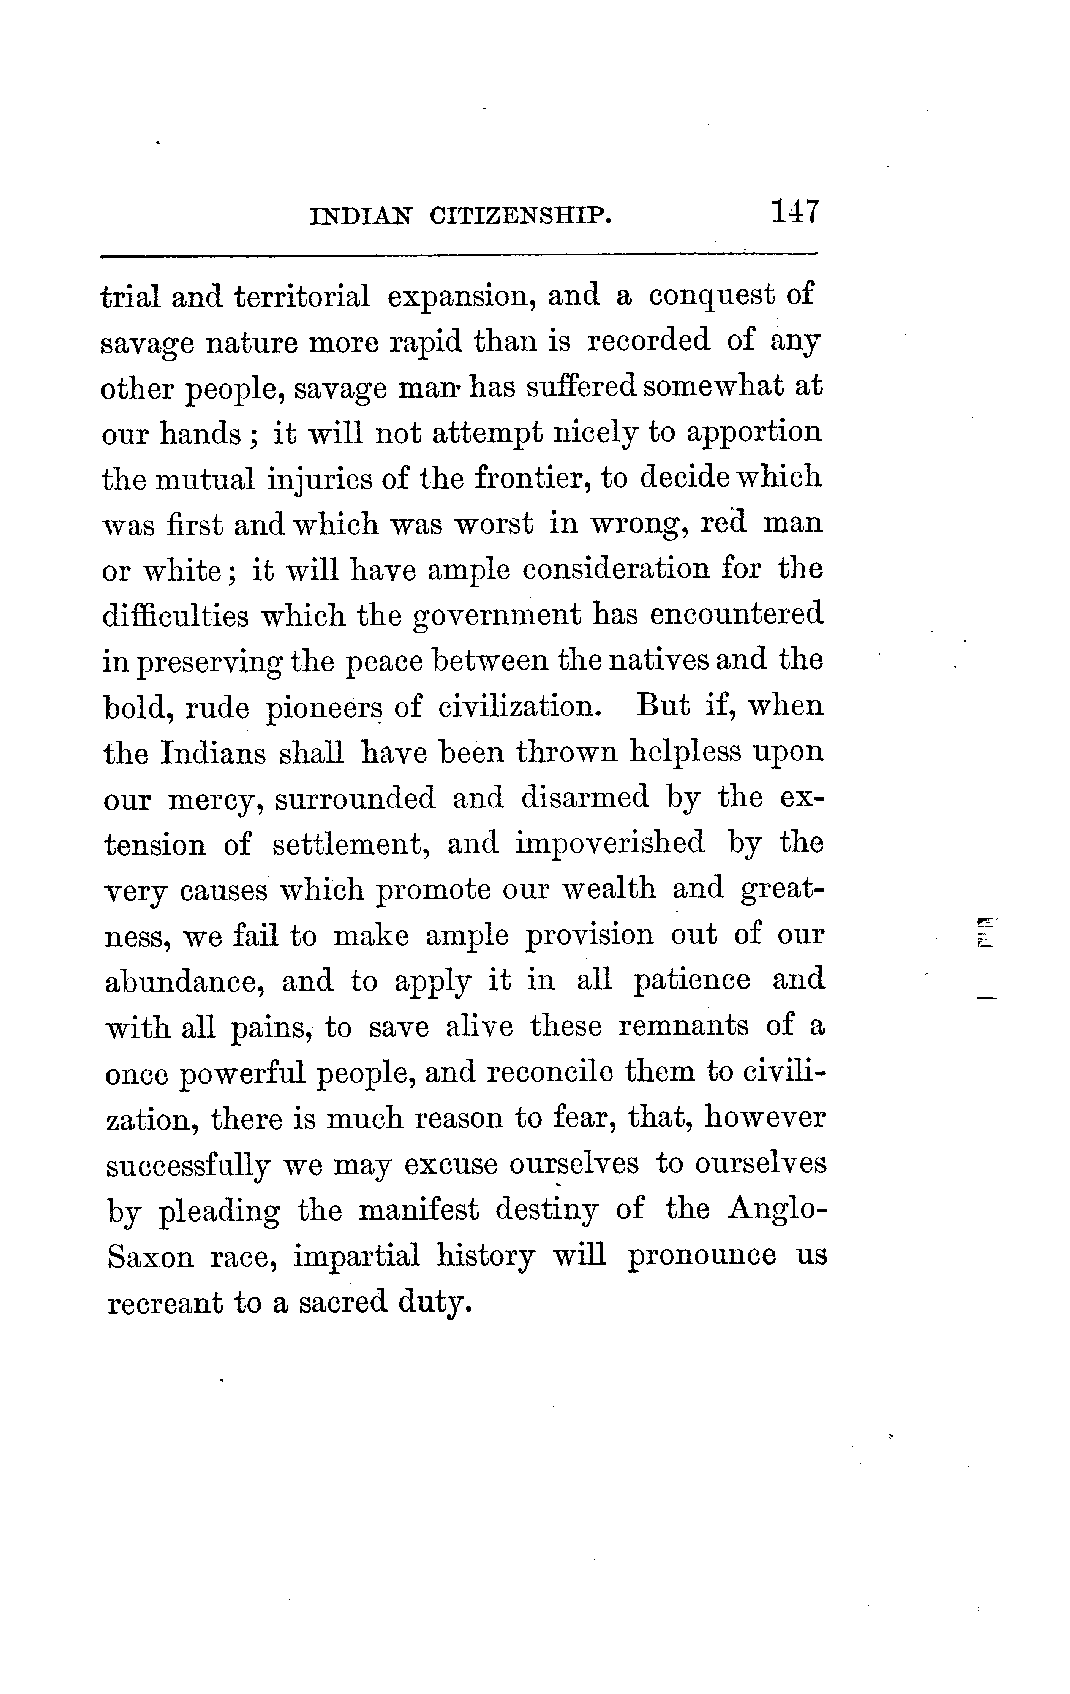 INDIAN CITIZENSHIP. 147
trial and territorial expansion, and a conquest of
savage nature more rapid than is recorded of any
other people, savage man has suffered somewhat at
our hands; it will not attempt nicely to apportion
the mutual injuries of the frontier, to decide which
was first and which was worst in wrong, red man
or white; it will have ample consideration for the
difficulties which the government has encountered
in preserving the peace between the natives and the
bold, rude pioneers of civilization. But if, when
the Indians shall have been thrown helpless upon
our mercy, surrounded and disarmed by the ex-
tension of settlement, and impoverished by the
very causes which promote our wealth and great-
ness, we fail to make ample provision out of our
abundance, and to apply it in all patience and
with all pains, to save alive these remnants of a
once powerful people, and reconcile them to civili-
zation, there is much reason to fear, that, however
successfully we may excuse ourselves to ourselves
by pleading the manifest destiny of the Anglo-
Saxon race, impartial history will pronounce us
recreant to a sacred duty.